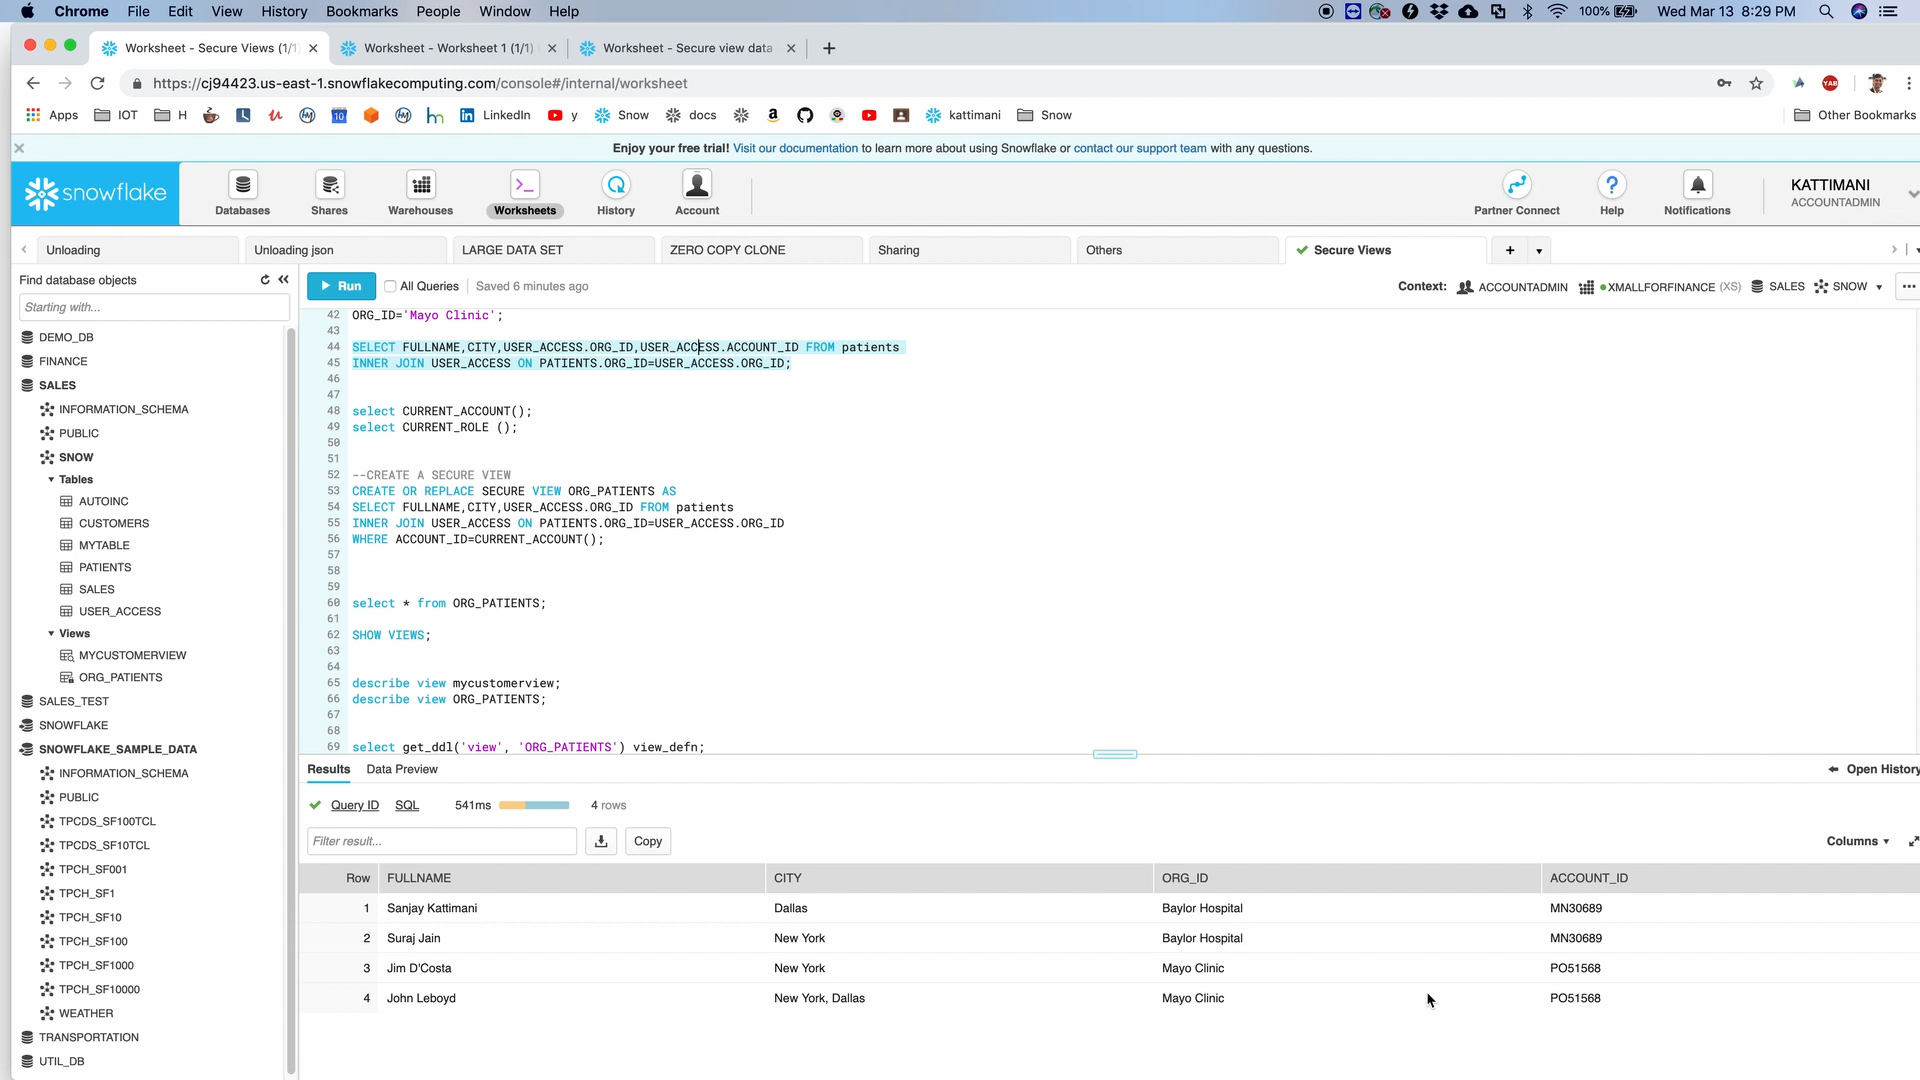 Chrome File Edit View History Bookmarks People Window Help 100% Wed Mar 13 8:29 PM
Worksheet - Secure Views (1/1) Worksheet - Worksheet 1 (1/1) Worksheet - Secure view data
https://cj94423.us-east-1.snowflakecomputing.com/console#/internal/worksheet
Apps IOT H LinkedIn y Snow docs kattimani Snow Other Bookmarks
Enjoy your free trial! Visit our documentation to learn more about using Snowflake or contact our support team with any questions.
snowflake Databases Shares Warehouses Worksheets History Account Partner Connect Help Notifications KATTIMANI ACCOUNTADMIN
Unloading Unloading json LARGE DATA SET ZERO COPY CLONE Sharing Others Secure Views
Find database objects
Starting with...
DEMO_DB
FINANCE
SALES
INFORMATION_SCHEMA
PUBLIC
SNOW
Tables
AUTOINC
CUSTOMERS
MYTABLE
PATIENTS
SALES
USER_ACCESS
Views
MYCUSTOMERVIEW
ORG_PATIENTS
SALES_TEST
SNOWFLAKE
SNOWFLAKE_SAMPLE_DATA
INFORMATION_SCHEMA
PUBLIC
TPCDS_SF100TCL
TPCDS_SF10TCL
TPCH_SF001
TPCH_SF1
TPCH_SF10
TPCH_SF100
TPCH_SF1000
TPCH_SF10000
WEATHER
TRANSPORTATION
UTIL_DB
Run All Queries Saved 6 minutes ago Context: ACCOUNTADMIN XMALLFORFINANCE (XS) SALES SNOW
42 ORG_ID='Mayo Clinic';
43
44 SELECT FULLNAME,CITY,USER_ACCESS.ORG_ID,USER_ACCESS.ACCOUNT_ID FROM patients
45 INNER JOIN USER_ACCESS ON PATIENTS.ORG_ID=USER_ACCESS.ORG_ID;
46
47
48 select CURRENT_ACCOUNT();
49 select CURRENT_ROLE ();
50
51
52 --CREATE A SECURE VIEW
53 CREATE OR REPLACE SECURE VIEW ORG_PATIENTS AS
54 SELECT FULLNAME,CITY,USER_ACCESS.ORG_ID FROM patients
55 INNER JOIN USER_ACCESS ON PATIENTS.ORG_ID=USER_ACCESS.ORG_ID
56 WHERE ACCOUNT_ID=CURRENT_ACCOUNT();
57
58
59
60 select * from ORG_PATIENTS;
61
62 SHOW VIEWS;
63
64
65 describe view mycustomerview;
66 describe view ORG_PATIENTS;
67
68
69 select get_ddl('view', 'ORG_PATIENTS') view_defn;
Results Data Preview Open History
Query ID SQL 541ms 4 rows
Filter result... Copy Columns
Row FULLNAME CITY ORG_ID ACCOUNT_ID
1 Sanjay Kattimani Dallas Baylor Hospital MN30689
2 Suraj Jain New York Baylor Hospital MN30689
3 Jim D'Costa New York Mayo Clinic PO51568
4 John Leboyd New York, Dallas Mayo Clinic PO51568